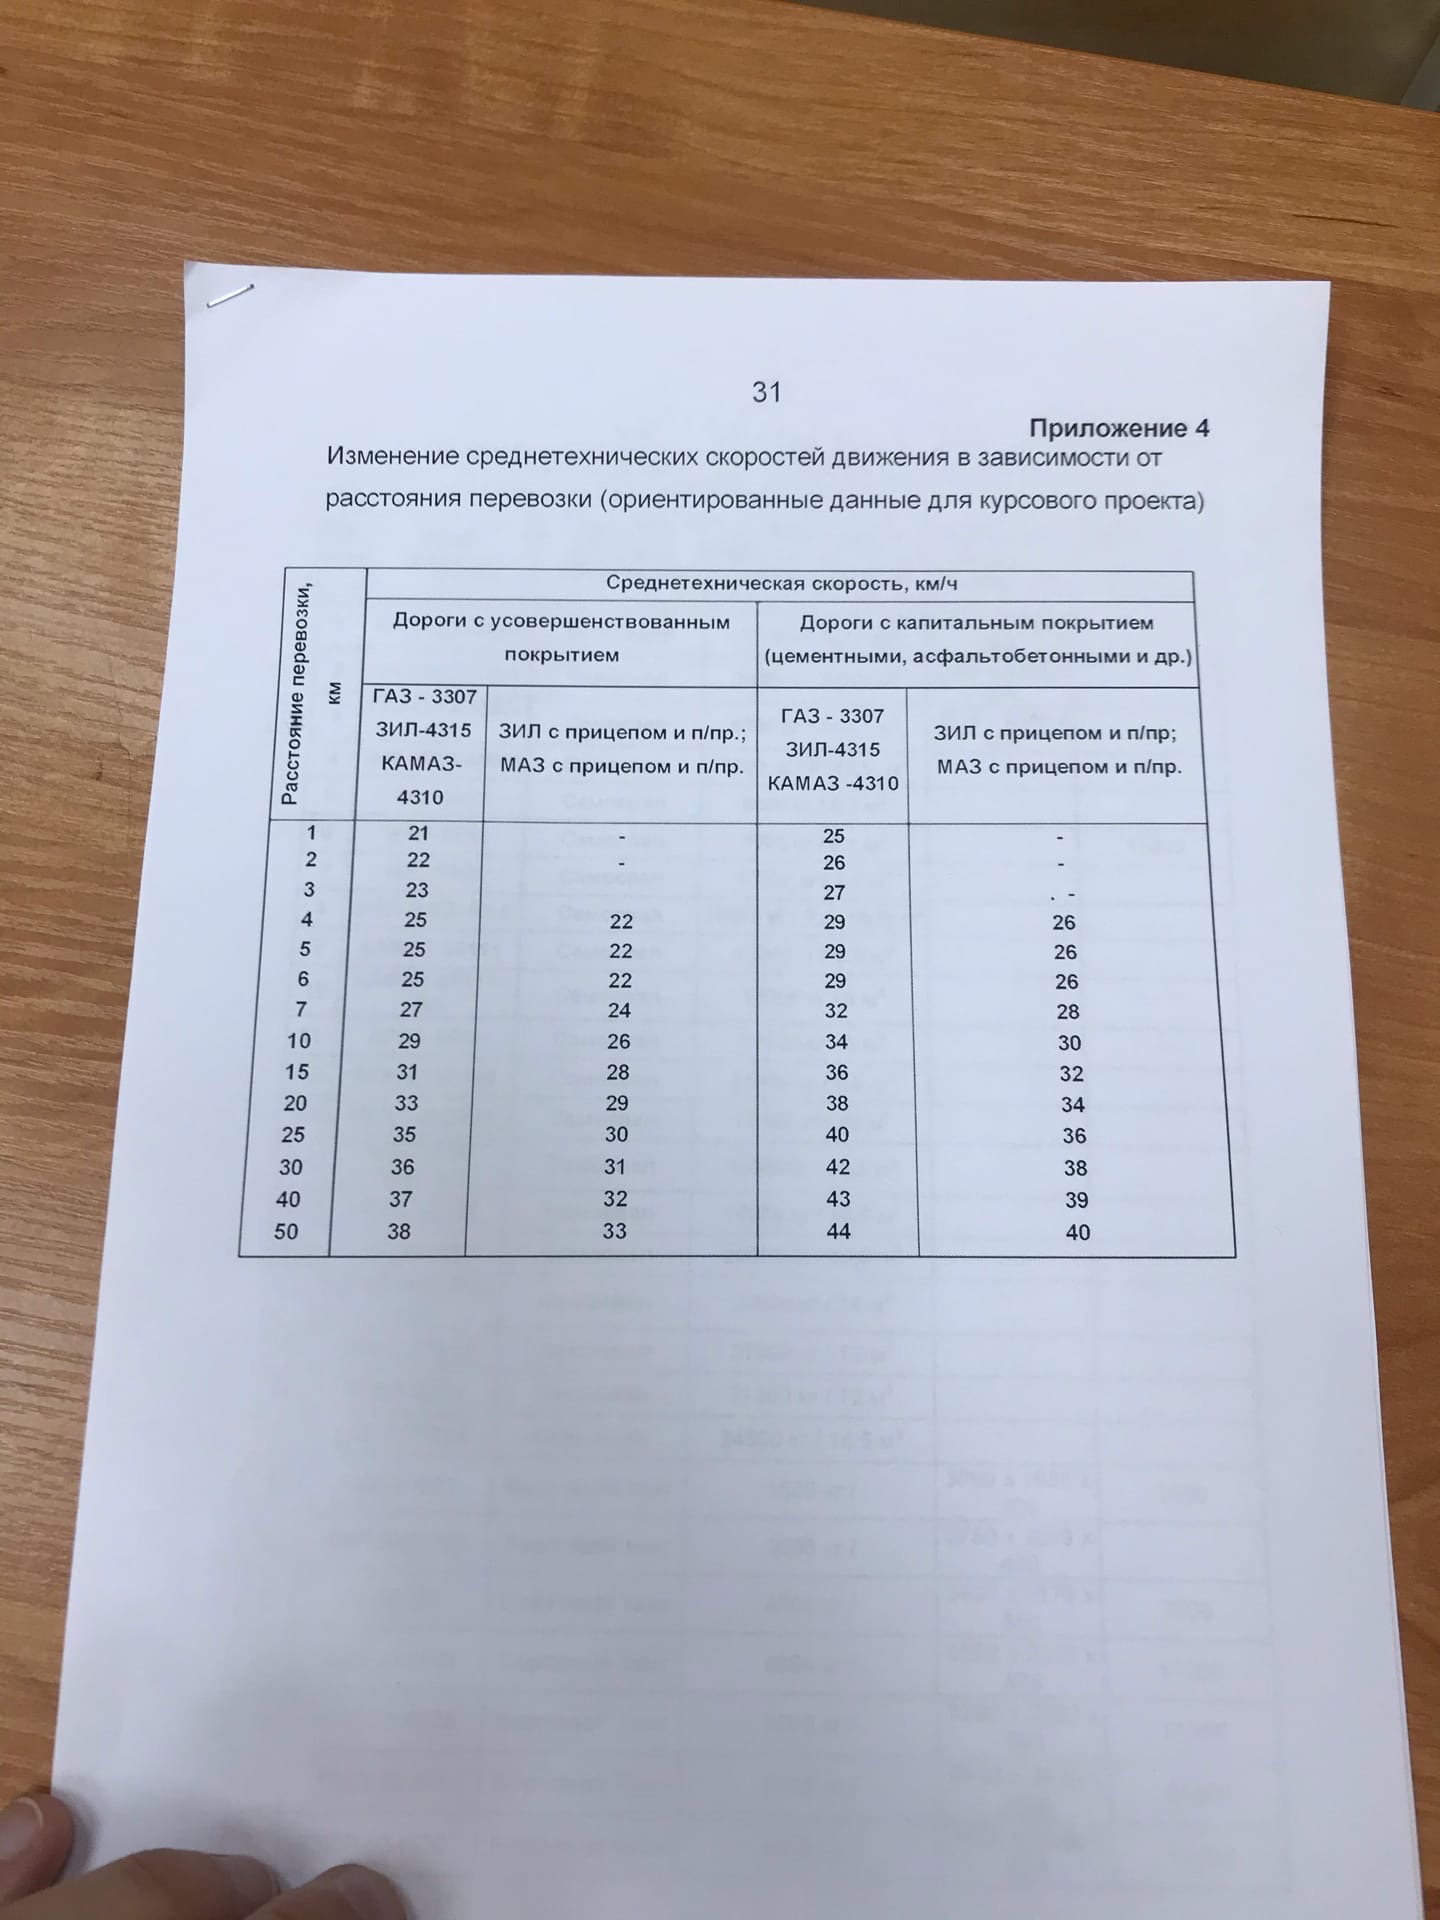 31
Приложение 4
Изменение среднетехнических скоростей движения в зависимости от
расстояния перевозки (ориентированные данные для курсового проекта)
Расстояние перевозки,
км
Среднетехническая скорость, км/ч
Дороги с усовершенствованным
покрытием
Дороги с капитальным покрытием
(цементными, асфальтобетонными и др.)
ГАЗ - 3307
ЗИЛ-4315
КАМАЗ-
4310
ЗИЛ с прицепом и п/пр.;
МАЗ с прицепом и п/пр.
ГАЗ - 3307
ЗИЛ-4315
КАМАЗ -4310
ЗИЛ с прицепом и п/пр;
МАЗ с прицепом и п/пр.
1 21 - 25 -
2 22 - 26 -
3 23 27 . -
4 25 22 29 26
5 25 22 29 26
6 25 22 29 26
7 27 24 32 28
10 29 26 34 30
15 31 28 36 32
20 33 29 38 34
25 35 30 40 36
30 36 31 42 38
40 37 32 43 39
50 38 33 44 40